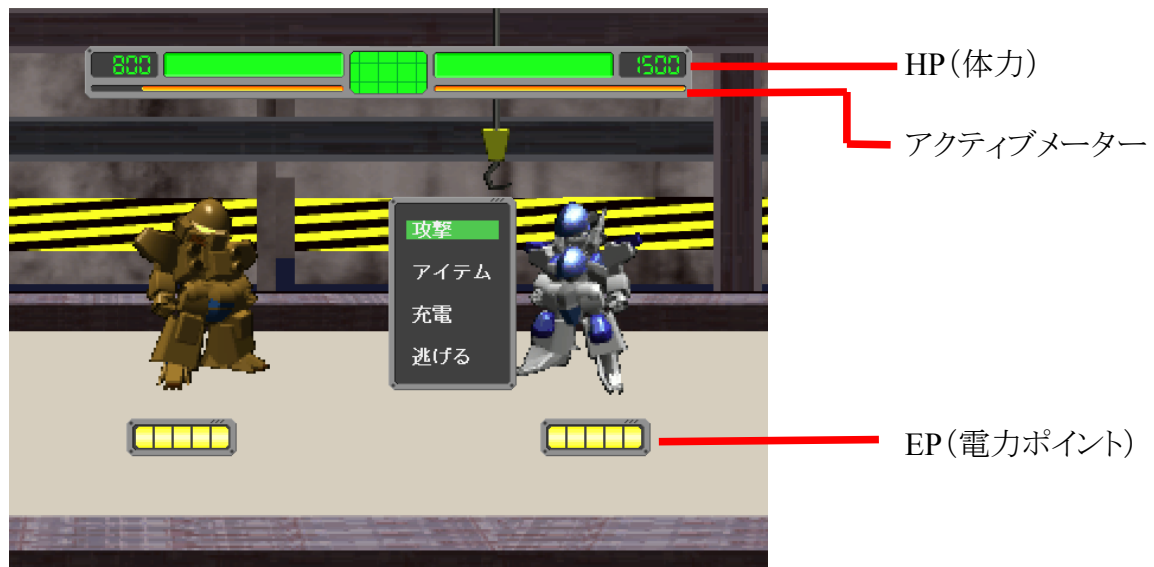 800
1500
HP(体力)
アクティブメーター
攻撃
アイテム
充電
逃げる
EP(電力ポイント)